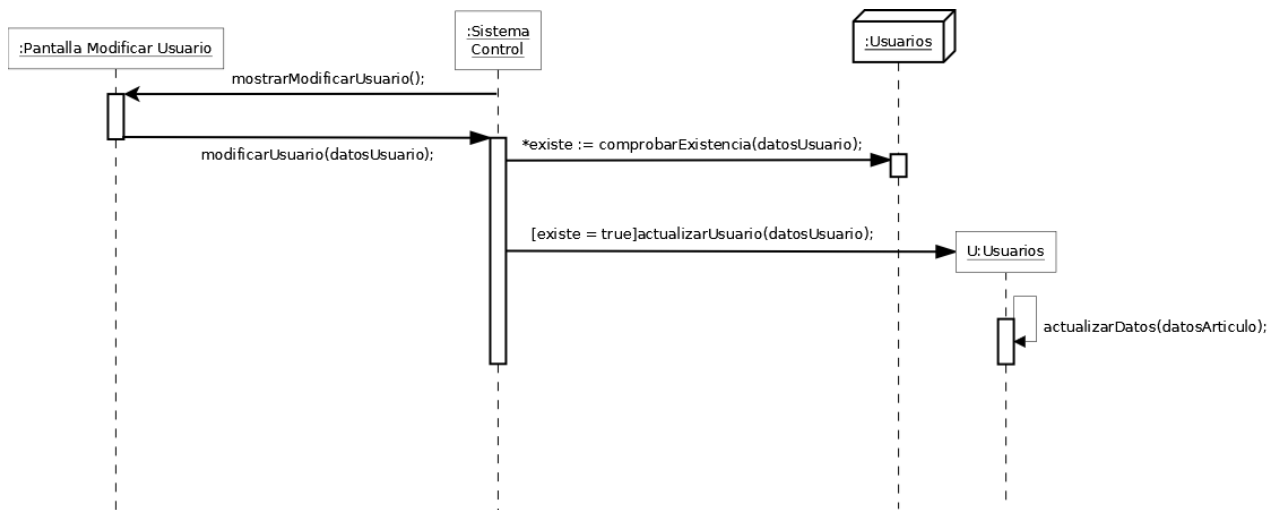 :Pantalla Modificar Usuario
:Sistema
Control
:Usuarios
mostrarModificarUsuario();
modificarUsuario(datosUsuario);
*existe := comprobarExistencia(datosUsuario);
[existe = true]actualizarUsuario(datosUsuario);
U:Usuarios
actualizarDatos(datosArticulo);